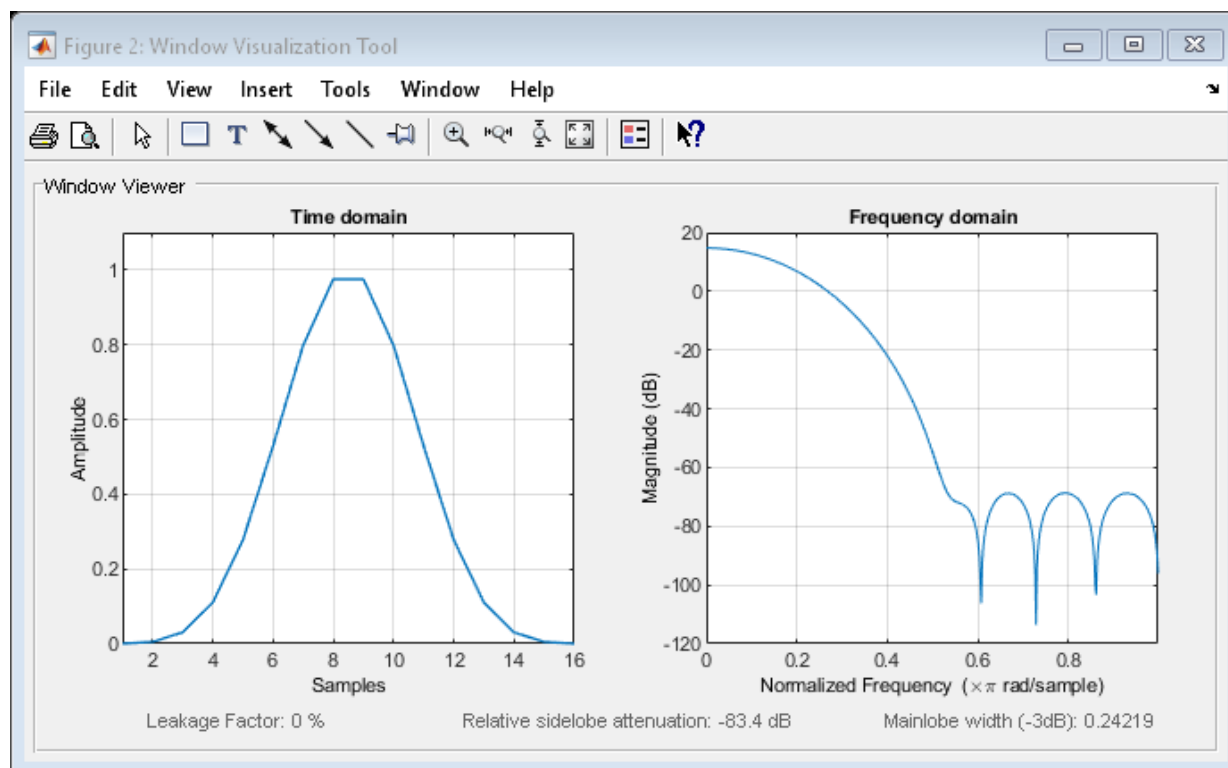 Figure 2: Window Visualization Tool
File Edit View Insert Tools Window Help
T
?
Window Viewer
Time domain
1
0.8
0.6
0.4
0.2
0
Amplitude
2 4 6 8 10 12 14 16
Samples
Frequency domain
20
0
-20
-40
-60
-80
-100
-120
Magnitude (dB)
0 0.2 0.4 0.6 0.8
Normalized Frequency (×π rad/sample)
Leakage Factor: 0 % Relative sidelobe attenuation: -83.4 dB Mainlobe width (-3dB): 0.24219